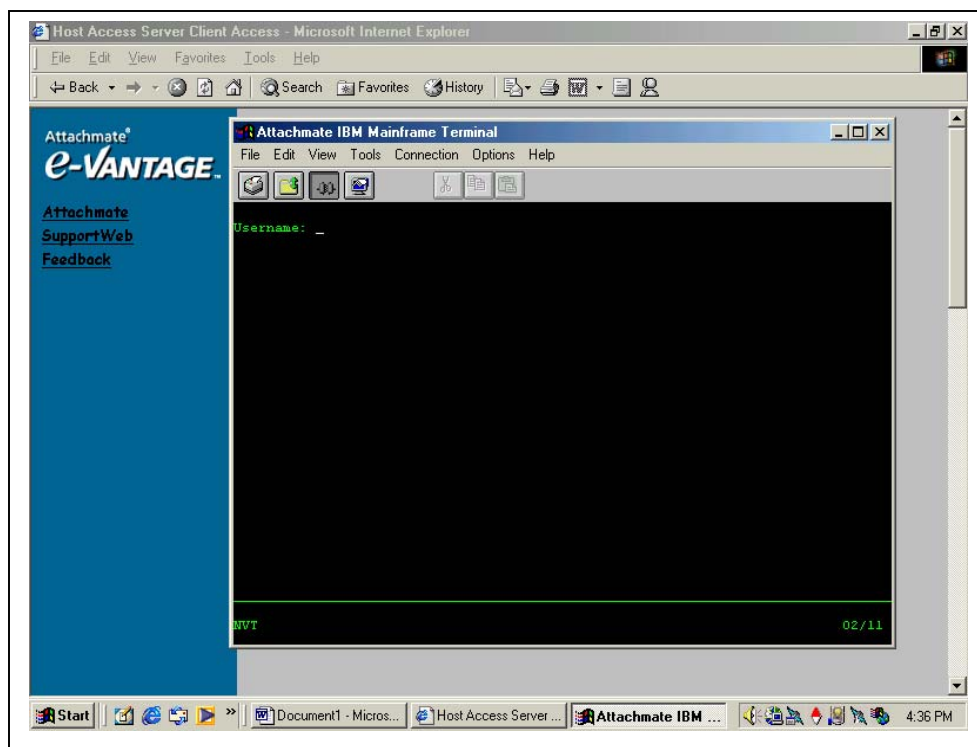 Host Access Server Client Access - Microsoft Internet Explorer
File Edit View Favorites Tools Help
Back Search Favorites History
Attachmate®
e-VANTAGE™
Attachmate
SupportWeb
Feedback
Attachmate IBM Mainframe Terminal
File Edit View Tools Connection Options Help
Username: _
NVT 02/11
Start » Document1 - Micros... Host Access Server ... Attachmate IBM ... 4:36 PM